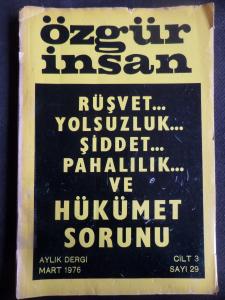 özgür
insan
RÜŞVET...
YOLSUZLUK...
ŞİDDET...
PAHALILIK...
VE
HÜKÜMET
SORUNU
AYLIK DERGİ
MART 1976
CİLT 3
SAYI 29